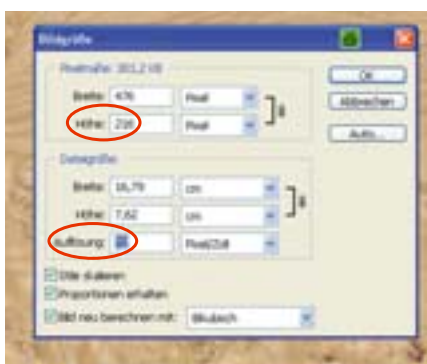 Bildgröße
Pixelmaße: 301,2 KB
Breite: 476 Pixel
Höhe: 216 Pixel
OK
Abbrechen
Auto...
Dateigröße
Breite: 16,79 cm
Höhe: 7,62 cm
Auflösung: Pixel/Zoll
Stile skalieren
Proportionen erhalten
Bild neu berechnen mit: Bikubisch